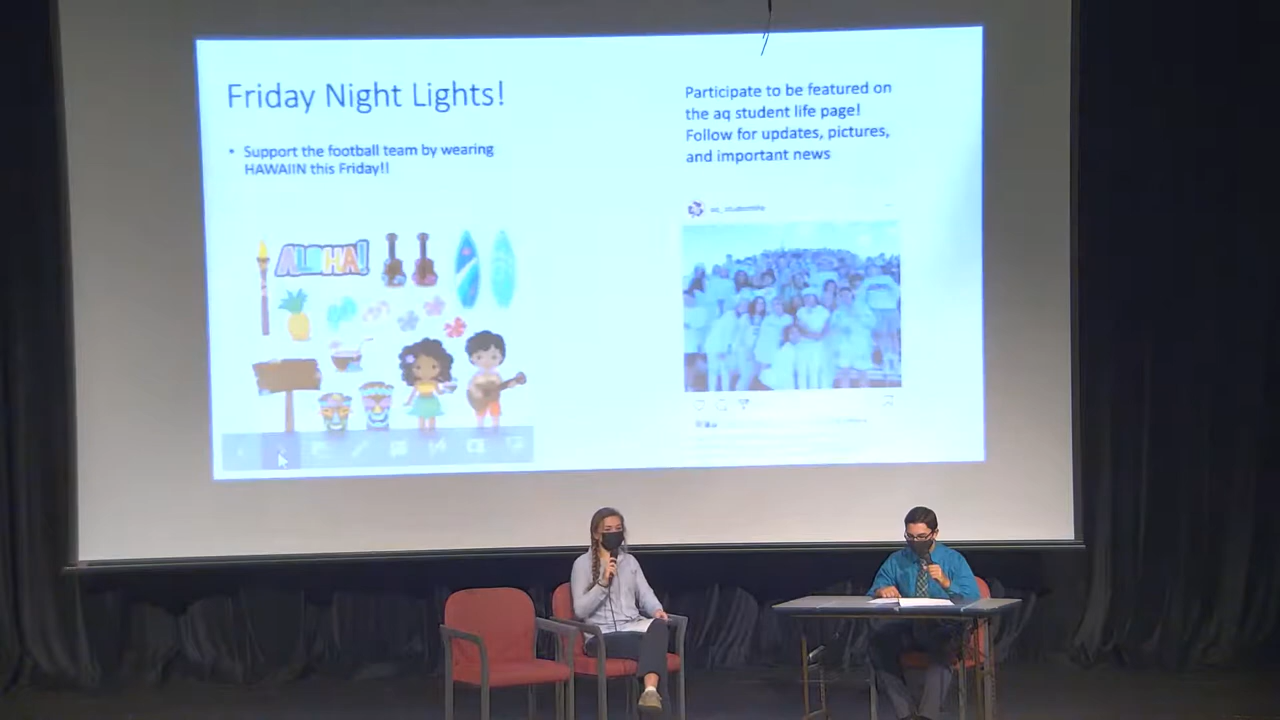 Friday Night Lights!
• Support the football team by wearing
HAWAIIN this Friday!!
ALOHA!
Participate to be featured on
the aq student life page!
Follow for updates, pictures,
and important news
aq_studentlife